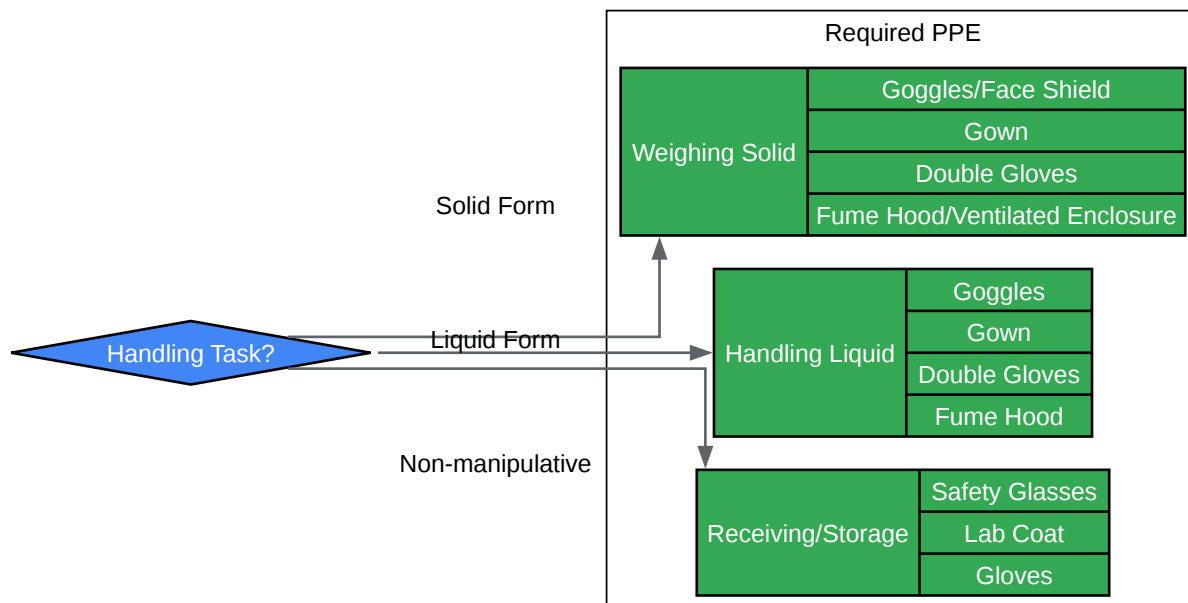 Required PPE
Weighing Solid
Goggles/Face Shield
Gown
Double Gloves
Fume Hood/Ventilated Enclosure
Solid Form
Handling Task?
Liquid Form
Handling Liquid
Goggles
Gown
Double Gloves
Fume Hood
Non-manipulative
Receiving/Storage
Safety Glasses
Lab Coat
Gloves